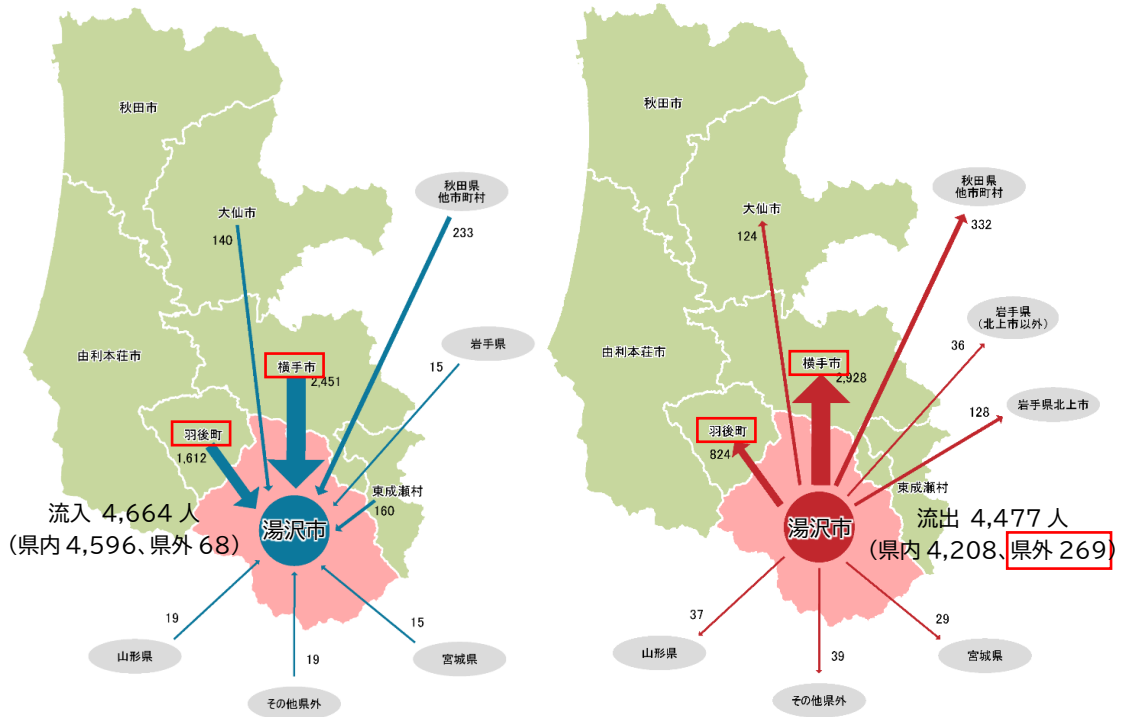 秋田市
大仙市
140
秋田県
他市町村
233
由利本荘市
横手市
2,451
岩手県
15
羽後町
1,612
東成瀬村
160
流入 4,664 人
（県内 4,596、県外 68）
湯沢市
19
山形県
19
その他県外
15
宮城県
秋田市
大仙市
124
秋田県
他市町村
332
由利本荘市
横手市
2,928
岩手県
（北上市以外）
36
128
岩手県北上市
羽後町
824
東成瀬村
湯沢市
流出 4,477 人
（県内 4,208、県外 269）
37
山形県
39
その他県外
29
宮城県